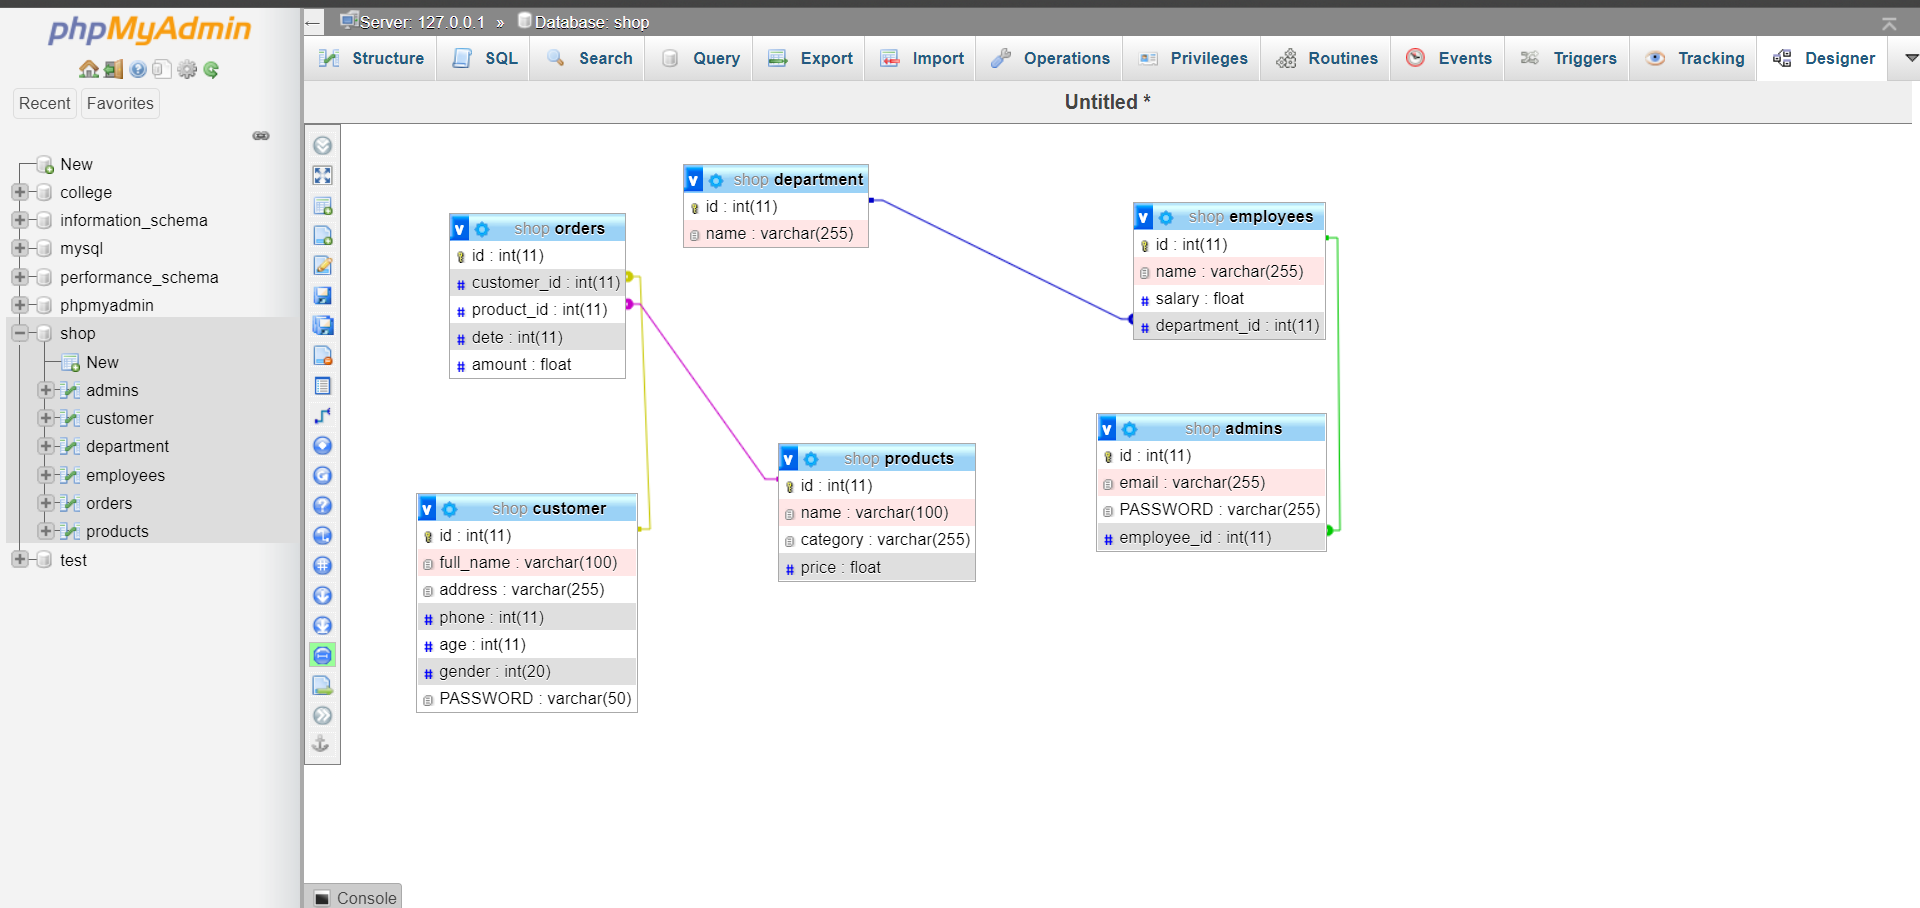 phpMyAdmin
Recent Favorites
New
college
information_schema
mysql
performance_schema
phpmyadmin
shop
New
admins
customer
department
employees
orders
products
test
Server: 127.0.0.1 » Database: shop
Structure SQL Search Query Export Import Operations Privileges Routines Events Triggers Tracking Designer
Untitled *
v shop department
id : int(11)
name : varchar(255)
v shop orders
id : int(11)
# customer_id : int(11)
# product_id : int(11)
# dete : int(11)
# amount : float
v shop employees
id : int(11)
name : varchar(255)
# salary : float
# department_id : int(11)
v shop customer
id : int(11)
full_name : varchar(100)
address : varchar(255)
# phone : int(11)
# age : int(11)
# gender : int(20)
PASSWORD : varchar(50)
v shop products
id : int(11)
name : varchar(100)
category : varchar(255)
# price : float
v shop admins
id : int(11)
email : varchar(255)
PASSWORD : varchar(255)
# employee_id : int(11)
Console